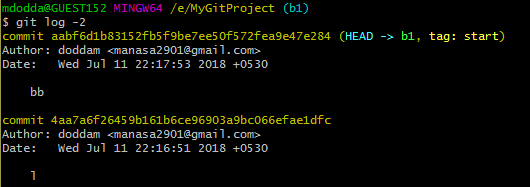 mdodda@GUEST152 MINGW64 /e/MyGitProject (b1)
$ git log -2
commit aabf6d1b83152fb5f9be7ee50f572fea9e47e284 (HEAD -> b1, tag: start)
Author: doddam <manasa2901@gmail.com>
Date:   Wed Jul 11 22:17:53 2018 +0530
    bb
commit 4aa7a6f26459b161b6ce96903a9bc066efae1dfc
Author: doddam <manasa2901@gmail.com>
Date:   Wed Jul 11 22:16:51 2018 +0530
    l